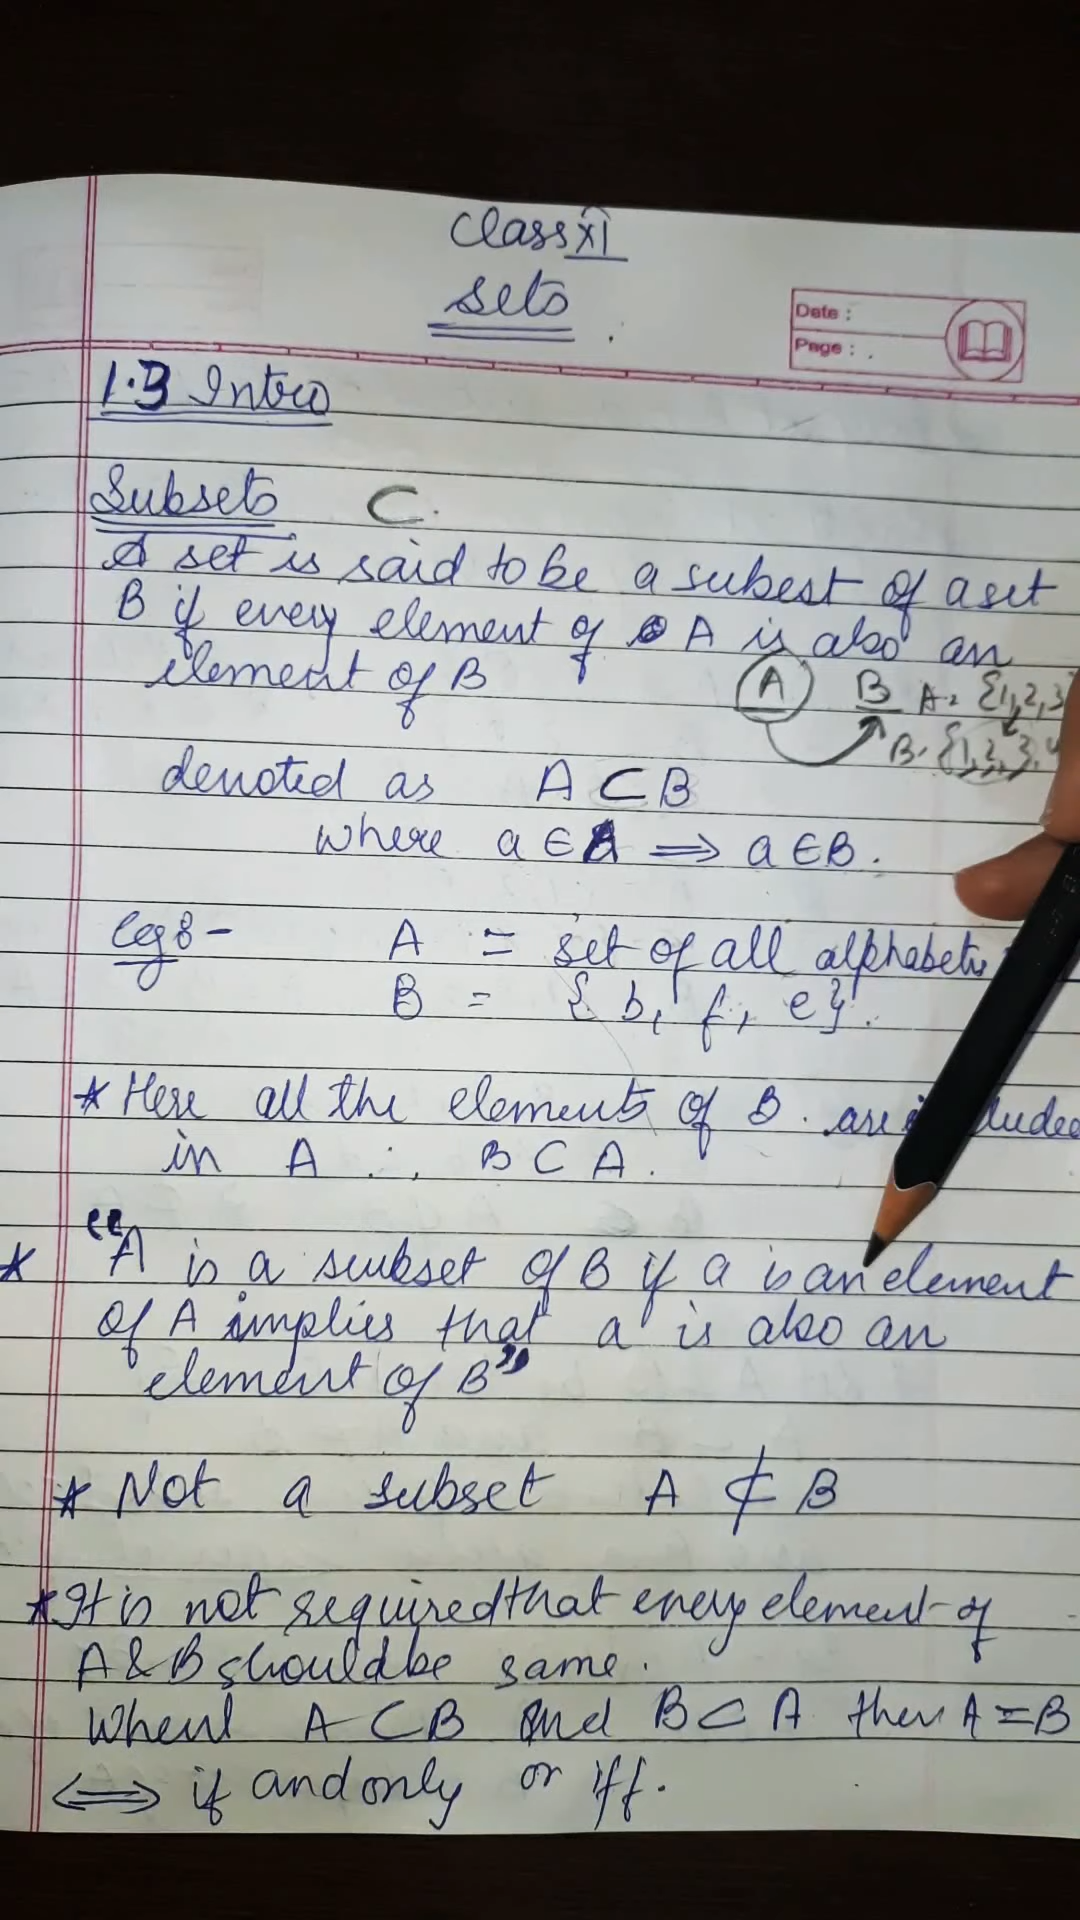 Class XI
Sets
Date :
Page :
1.3 Intro
Subsets ⊂
A set is said to be a subest of a set
B if every element of A is also an
element of B
A B A = {1,2,3
B = {1,2,3,4
denoted as A ⊂ B
where a ∈ A ⟹ a ∈ B.
Eg :- A = set of all alphabets
B = { b, f, e}.
* Here all the elements of B are
in A ∴ B ⊂ A.
* "A is a subset of B if a is an element
of A implies that a is also an
element of B"
* Not a subset A ⊄ B
* It is not required that every element of
A & B should be same.
When A ⊂ B and B ⊂ A then A = B
⟺ if and only or iff.